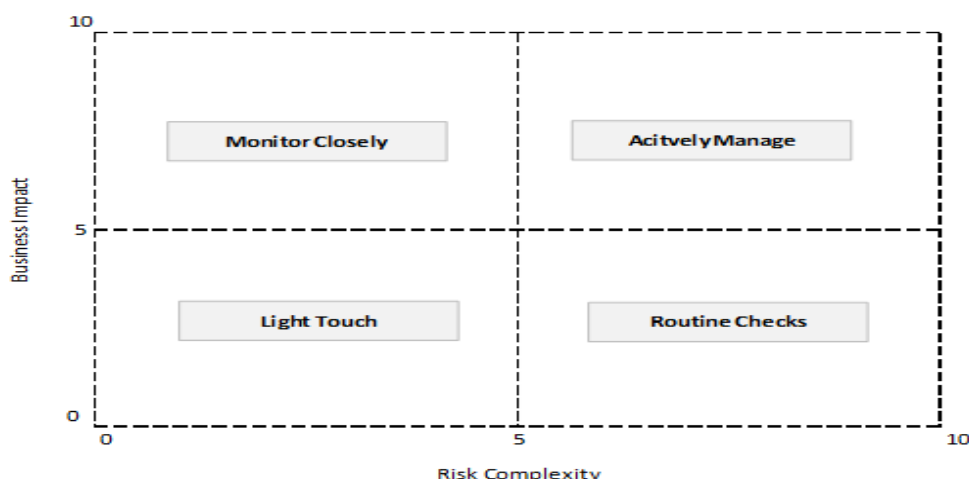 10
Monitor Closely
Acitvely Manage
Business Impact
5
Light Touch
Routine Checks
0
0
5
10
Risk Complexity